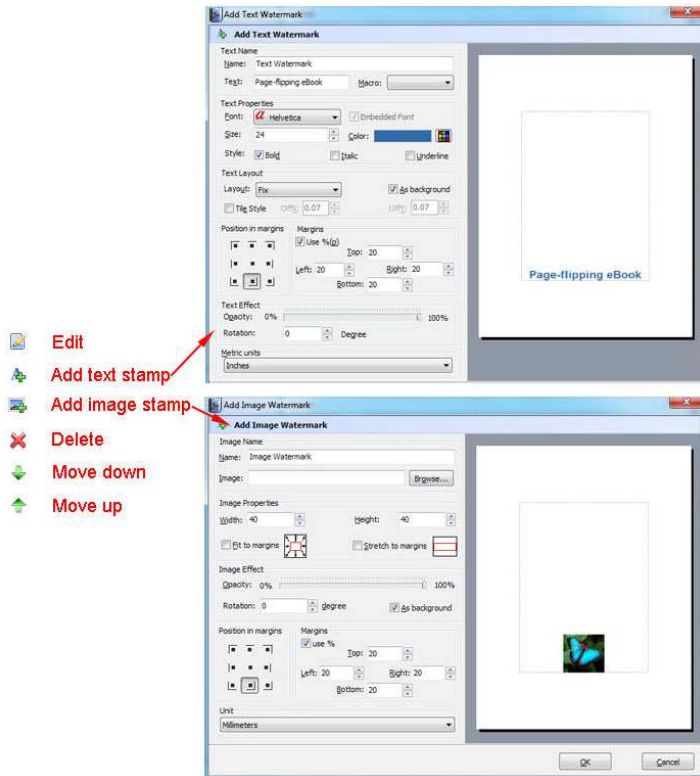 Add Text Watermark
Add Text Watermark
Text Name
Name: Text Watermark
Text: Page-flipping eBook Macro:
Text Properties
Font: a Helvetica Embedded Font
Size: 24 Color:
Style: Bold Italic Underline
Text Layout
Layout: Fix As background
Tile Style 0.07 0.07
Position in margins Margins
Use %(p)
Top: 20
Left: 20 Right: 20
Bottom: 20
Text Effect
Opacity: 0% 100%
Rotation: 0 Degree
Metric units
Inches
Page-flipping eBook
Edit
Add text stamp
Add image stamp
Delete
Move down
Move up
Add Image Watermark
Add Image Watermark
Image Name
Name: Image Watermark
Image: Browse...
Image Properties
Width: 40 Height: 40
Fit to margins Stretch to margins
Image Effect
Opacity: 0% 100%
Rotation: 0 degree As background
Position in margins Margins
use %
Top: 20
Left: 20 Right: 20
Bottom: 20
Unit
Millimeters
OK Cancel